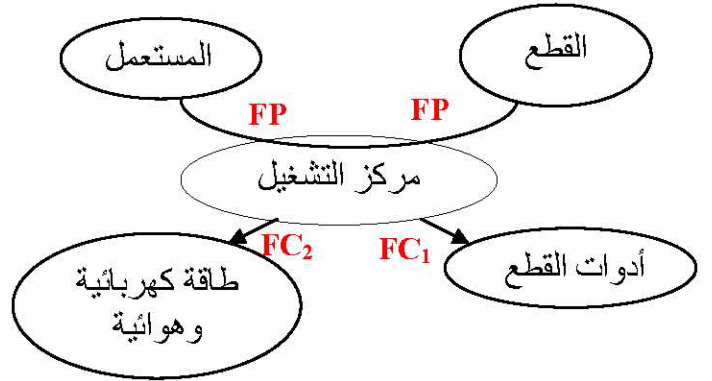 القطع
المستعمل
FP
FP
مركز التشغيل
FC₁
FC₂
أدوات القطع
طاقة كهربائية
وهوائية